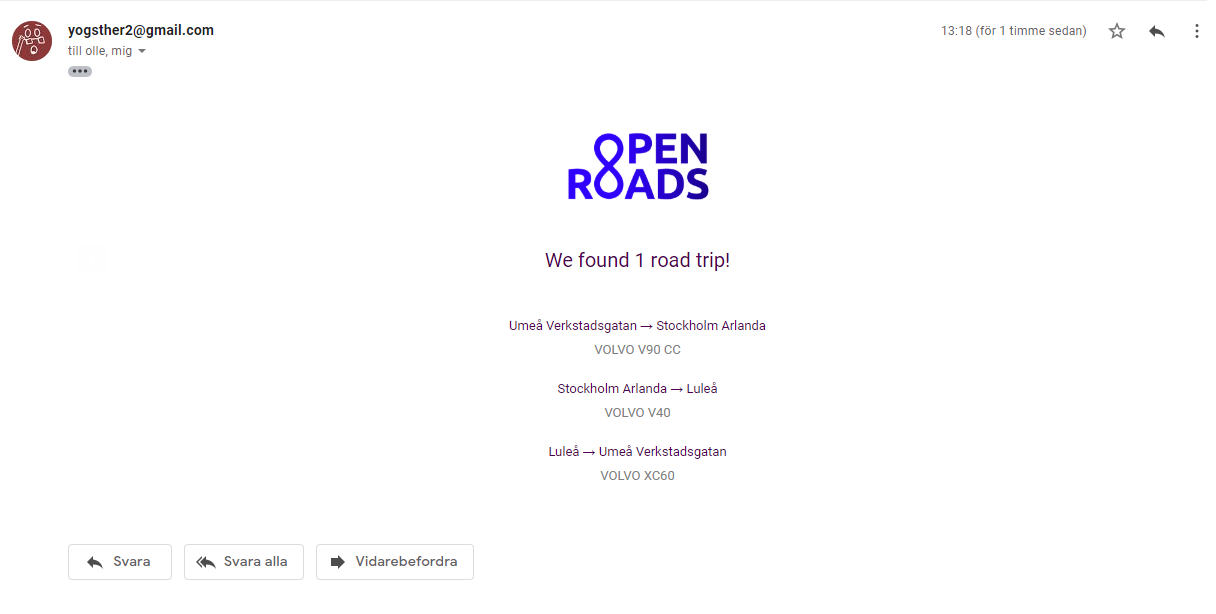 yogsther2@gmail.com
13:18 (för 1 timme sedan)
till olle, mig
OPEN
ROADS
We found 1 road trip!
Umeå Verkstadsgatan → Stockholm Arlanda
VOLVO V90 CC
Stockholm Arlanda → Luleå
VOLVO V40
Luleå → Umeå Verkstadsgatan
VOLVO XC60
Svara
Svara alla
Vidarebefordra